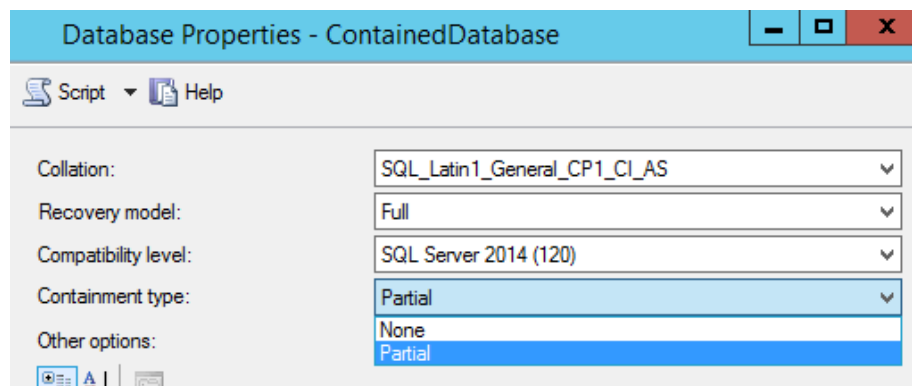 Database Properties - ContainedDatabase
Script Help
Collation: SQL_Latin1_General_CP1_CI_AS
Recovery model: Full
Compatibility level: SQL Server 2014 (120)
Containment type: Partial
None
Other options:
Partial
A